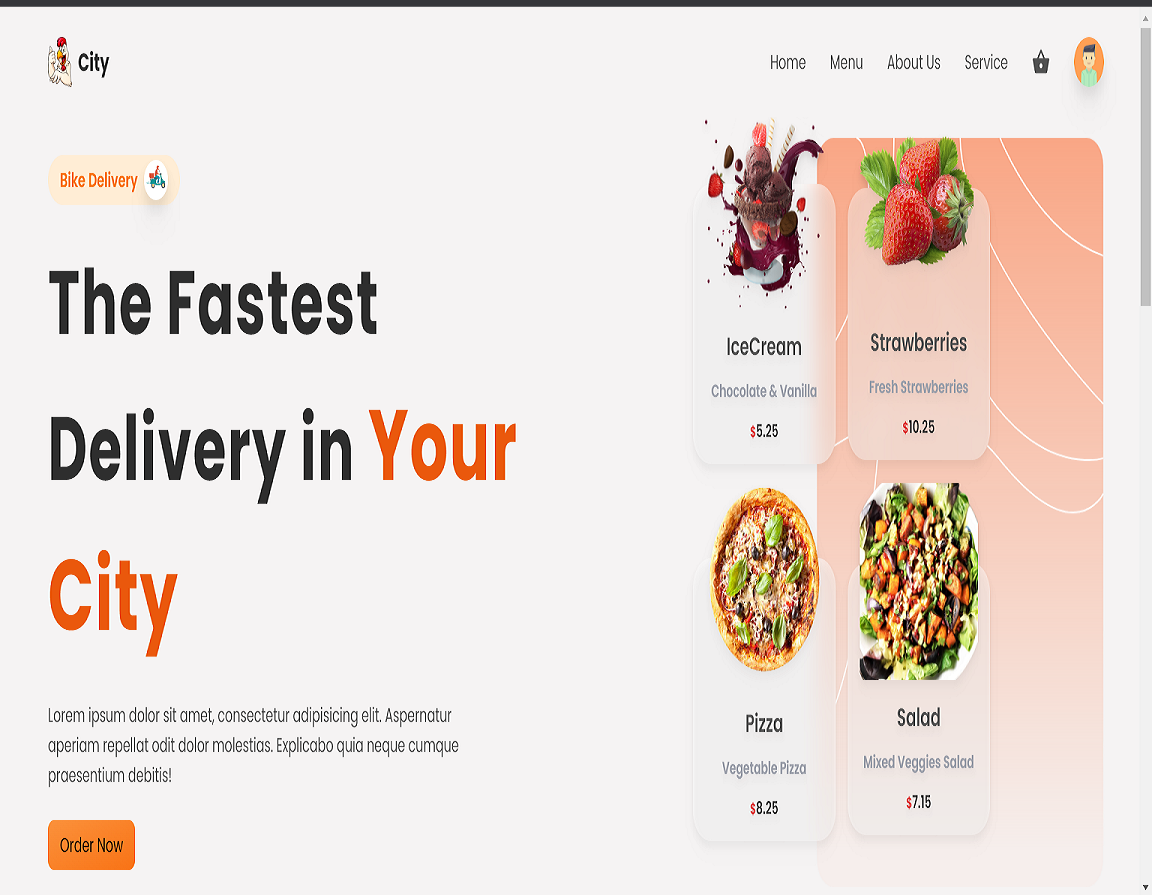 City
Home Menu About Us Service
Bike Delivery
The Fastest
Delivery in Your
City
Lorem ipsum dolor sit amet, consectetur adipisicing elit. Aspernatur
aperiam repellat odit dolor molestias. Explicabo quia neque cumque
praesentium debitis!
Order Now
IceCream
Chocolate & Vanilla
$5.25
Strawberries
Fresh Strawberries
$10.25
Pizza
Vegetable Pizza
$8.25
Salad
Mixed Veggies Salad
$7.15